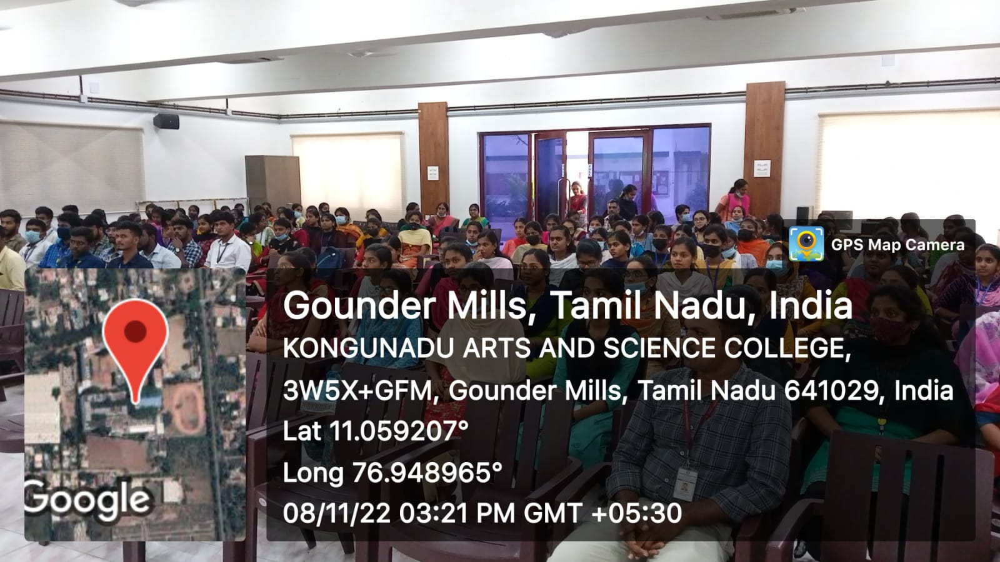 GPS Map Camera
Gounder Mills, Tamil Nadu, India
KONGUNADU ARTS AND SCIENCE COLLEGE,
3W5X+GFM, Gounder Mills, Tamil Nadu 641029, India
Lat 11.059207°
Long 76.948965°
08/11/22 03:21 PM GMT +05:30
Google